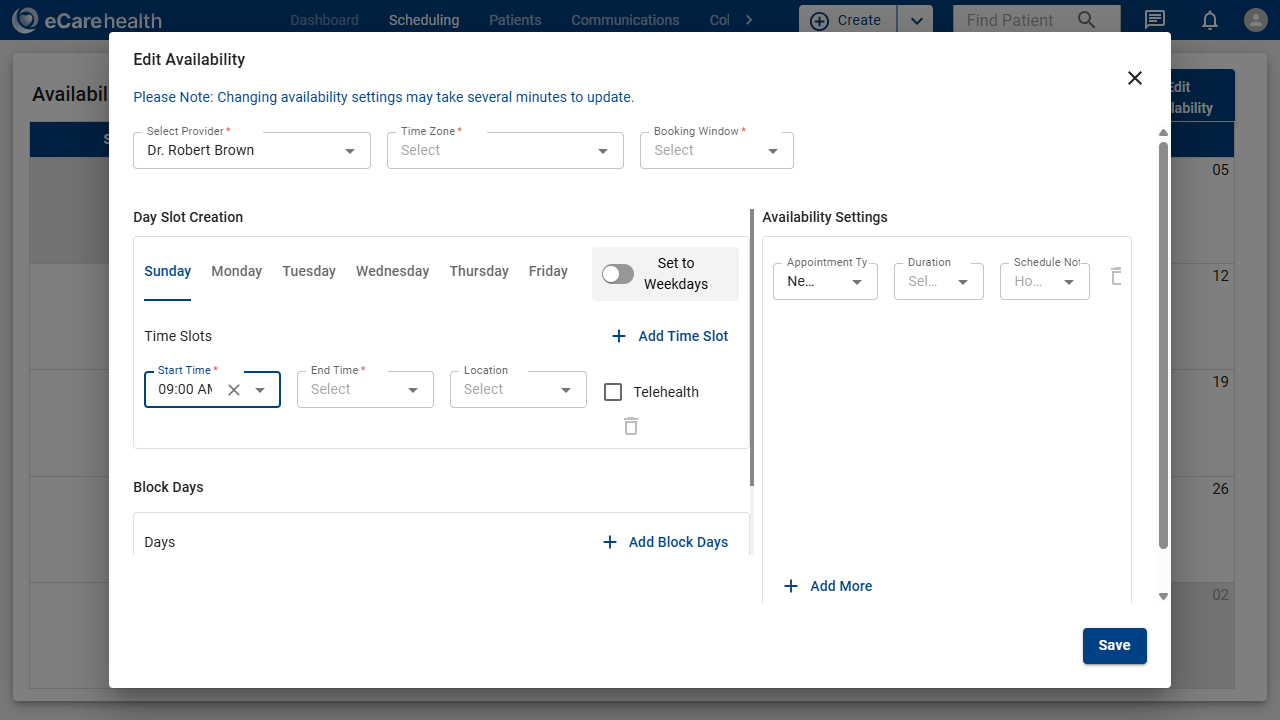 eCarehealth
Dashboard
Scheduling
Patients
Communications
Col
Create
Find Patient
Edit Availability
Please Note: Changing availability settings may take several minutes to update.
Select Provider *
Dr. Robert Brown
Time Zone *
Select
Booking Window *
Select
Availabil
Edit
lability
S
05
12
19
26
02
Day Slot Creation
Sunday
Monday
Tuesday
Wednesday
Thursday
Friday
Set to
Weekdays
Time Slots
Add Time Slot
Start Time *
09:00 AM
End Time *
Select
Location
Select
Telehealth
Block Days
Days
Add Block Days
Availability Settings
Appointment Ty
Ne...
Duration
Sel...
Schedule Not
Ho...
Add More
Save